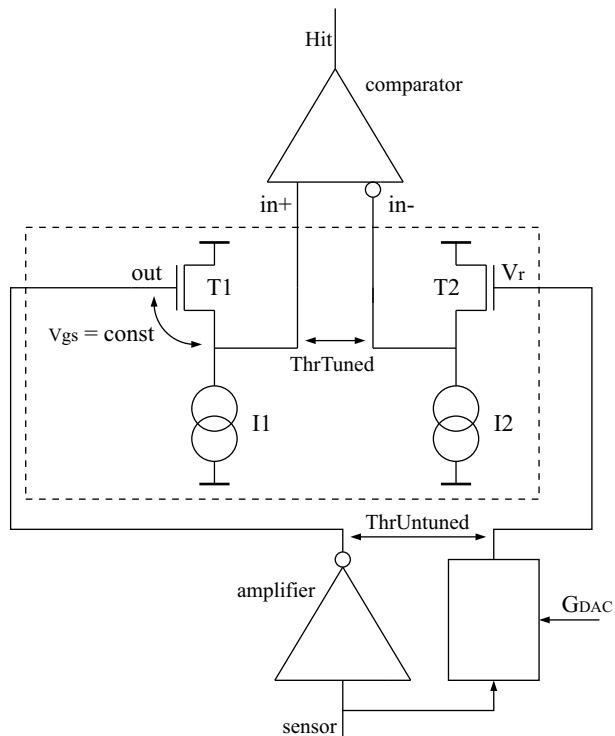 Hit
comparator
in+
in-
out
T1
T2
Vr
Vgs = const
ThrTuned
I1
I2
ThrUntuned
amplifier
GDAC
sensor